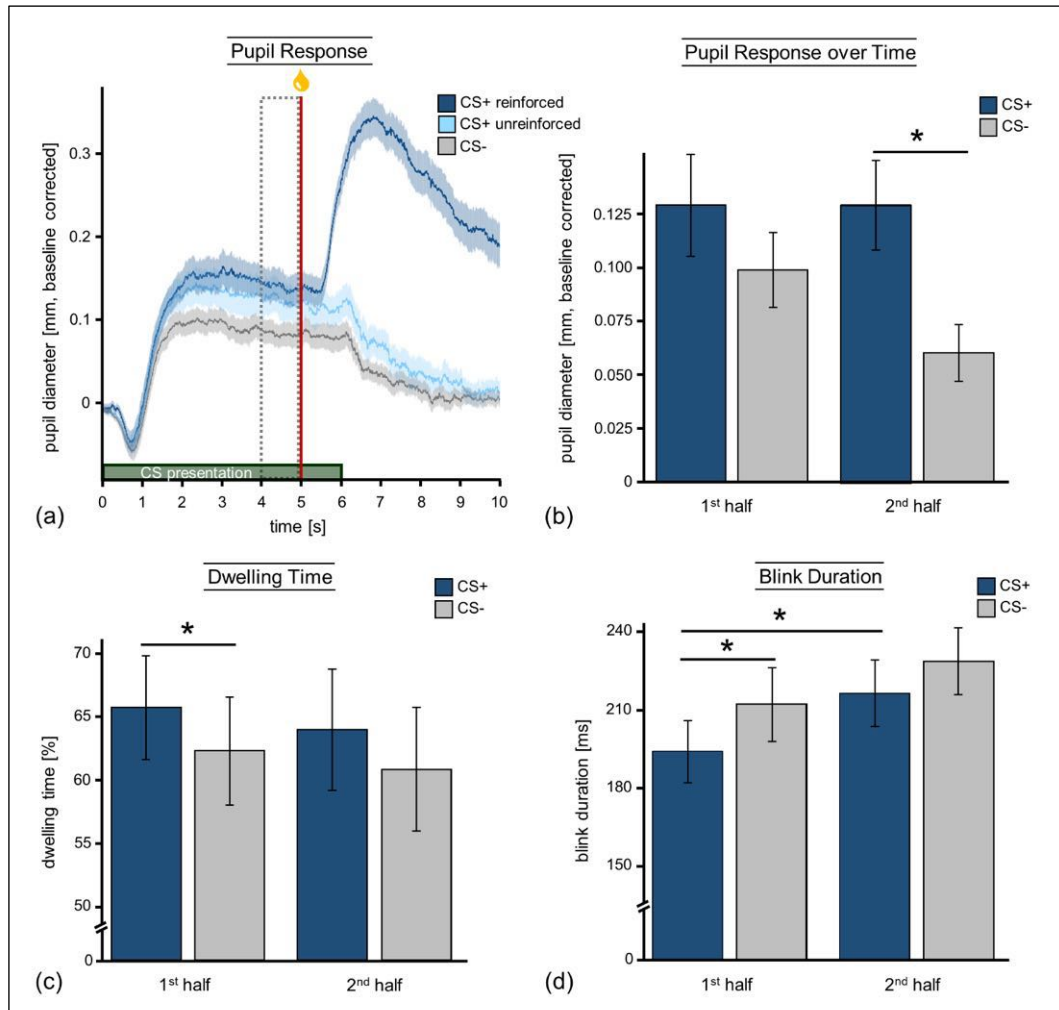 Pupil Response
CS+ reinforced
CS+ unreinforced
CS-
pupil diameter [mm, baseline corrected]
0.3
0.2
0.1
0
CS presentation
0 1 2 3 4 5 6 7 8 9 10
time [s]
(a)
Pupil Response over Time
CS+
CS-
*
pupil diameter [mm, baseline corrected]
0.125
0.100
0.075
0.050
0.025
0
1st half 2nd half
(b)
Dwelling Time
CS+
CS-
*
dwelling time [%]
70
65
60
55
50
0
1st half 2nd half
(c)
Blink Duration
CS+
CS-
*
*
blink duration [ms]
240
210
180
150
0
1st half 2nd half
(d)